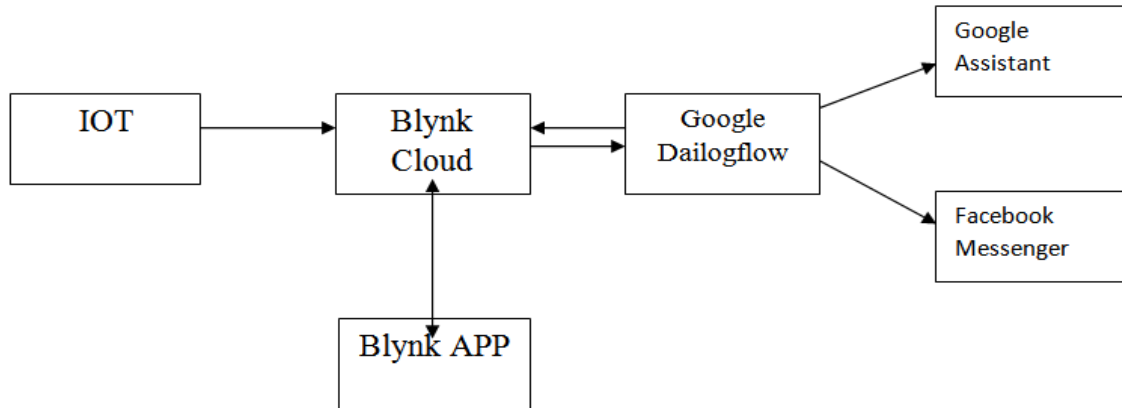 Google
Assistant
IOT
Blynk
Cloud
Google
Dailogflow
Facebook
Messenger
Blynk APP